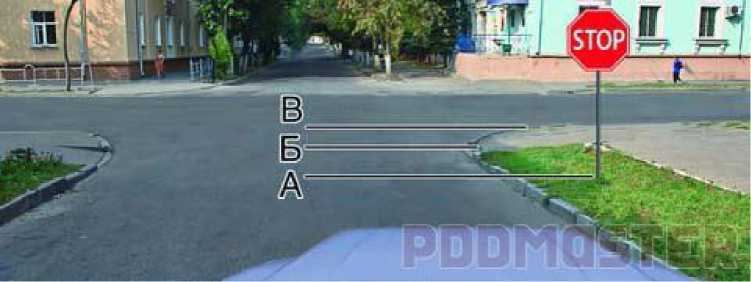 STOP
В
Б
А
PDDMASTER